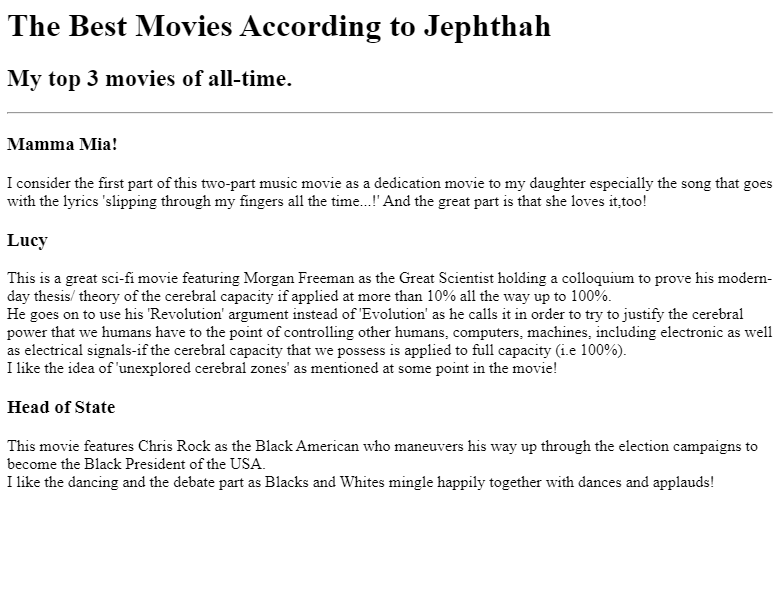 The Best Movies According to Jephthah
My top 3 movies of all-time.
Mamma Mia!
I consider the first part of this two-part music movie as a dedication movie to my daughter especially the song that goes
with the lyrics 'slipping through my fingers all the time...!' And the great part is that she loves it,too!
Lucy
This is a great sci-fi movie featuring Morgan Freeman as the Great Scientist holding a colloquium to prove his modern-
day thesis/ theory of the cerebral capacity if applied at more than 10% all the way up to 100%.
He goes on to use his 'Revolution' argument instead of 'Evolution' as he calls it in order to try to justify the cerebral
power that we humans have to the point of controlling other humans, computers, machines, including electronic as well
as electrical signals-if the cerebral capacity that we possess is applied to full capacity (i.e 100%).
I like the idea of 'unexplored cerebral zones' as mentioned at some point in the movie!
Head of State
This movie features Chris Rock as the Black American who maneuvers his way up through the election campaigns to
become the Black President of the USA.
I like the dancing and the debate part as Blacks and Whites mingle happily together with dances and applauds!